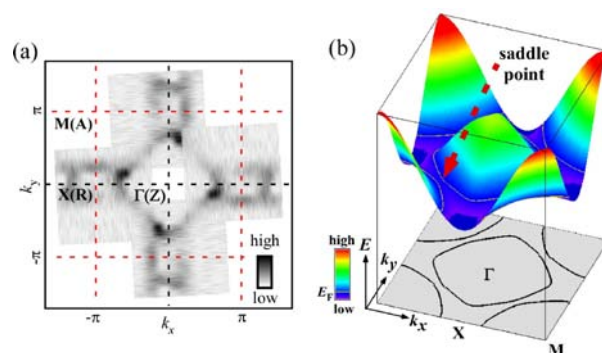 (a)
π
M(A)
k_y
X(R)
Γ(Z)
-π
high
low
-π
k_x
π
(b)
saddle
point
high
E_F
low
E
k_y
k_x
Γ
X
M